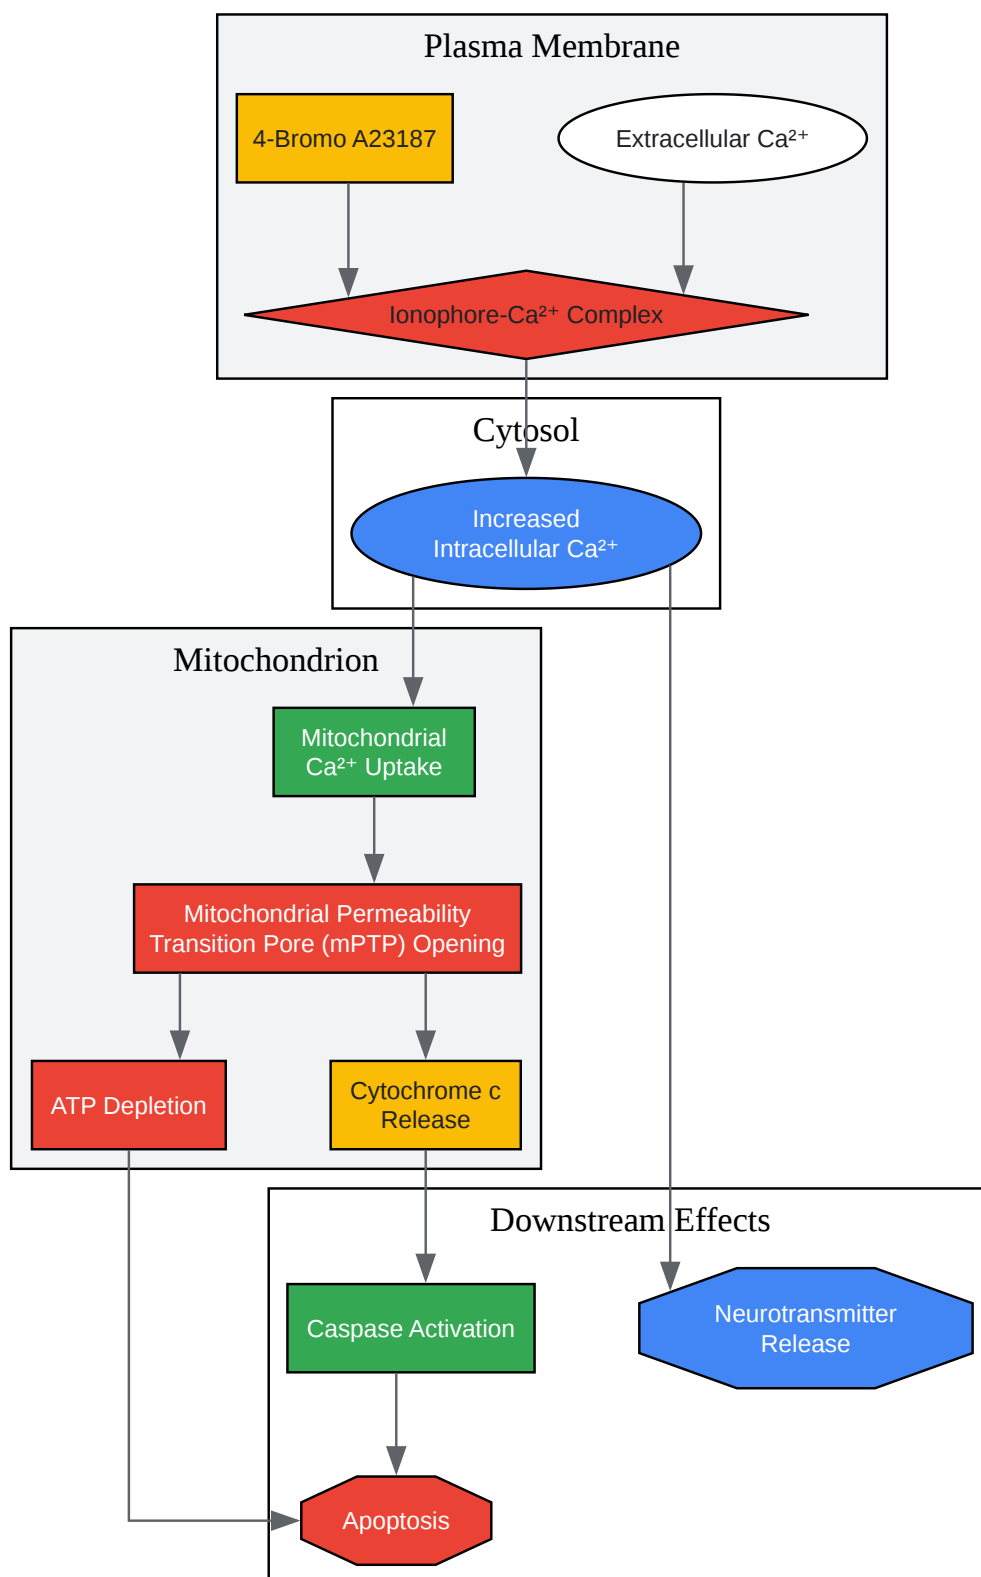 Plasma Membrane
4-Bromo A23187
Extracellular Ca²⁺
Ionophore-Ca²⁺ Complex
Cytosol
Increased
Intracellular Ca²⁺
Mitochondrion
Mitochondrial
Ca²⁺ Uptake
Mitochondrial Permeability
Transition Pore (mPTP) Opening
ATP Depletion
Cytochrome c
Release
Downstream Effects
Caspase Activation
Neurotransmitter
Release
Apoptosis